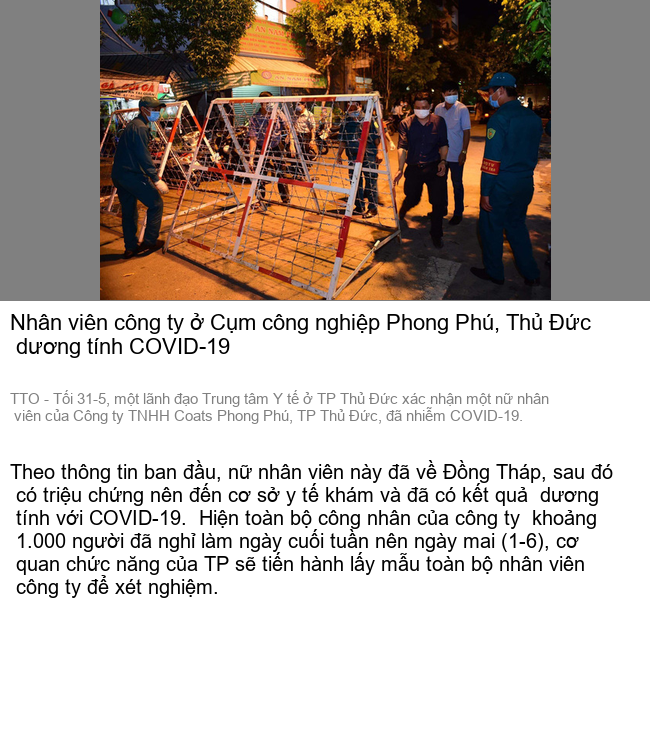 Nhân viên công ty ở Cụm công nghiệp Phong Phú, Thủ Đức
dương tính COVID-19
TTO - Tối 31-5, một lãnh đạo Trung tâm Y tế ở TP Thủ Đức xác nhận một nữ nhân
viên của Công ty TNHH Coats Phong Phú, TP Thủ Đức, đã nhiễm COVID-19.
Theo thông tin ban đầu, nữ nhân viên này đã về Đồng Tháp, sau đó
có triệu chứng nên đến cơ sở y tế khám và đã có kết quả  dương
tính với COVID-19.  Hiện toàn bộ công nhân của công ty  khoảng
1.000 người đã nghỉ làm ngày cuối tuần nên ngày mai (1-6), cơ
quan chức năng của TP sẽ tiến hành lấy mẫu toàn bộ nhân viên
công ty để xét nghiệm.